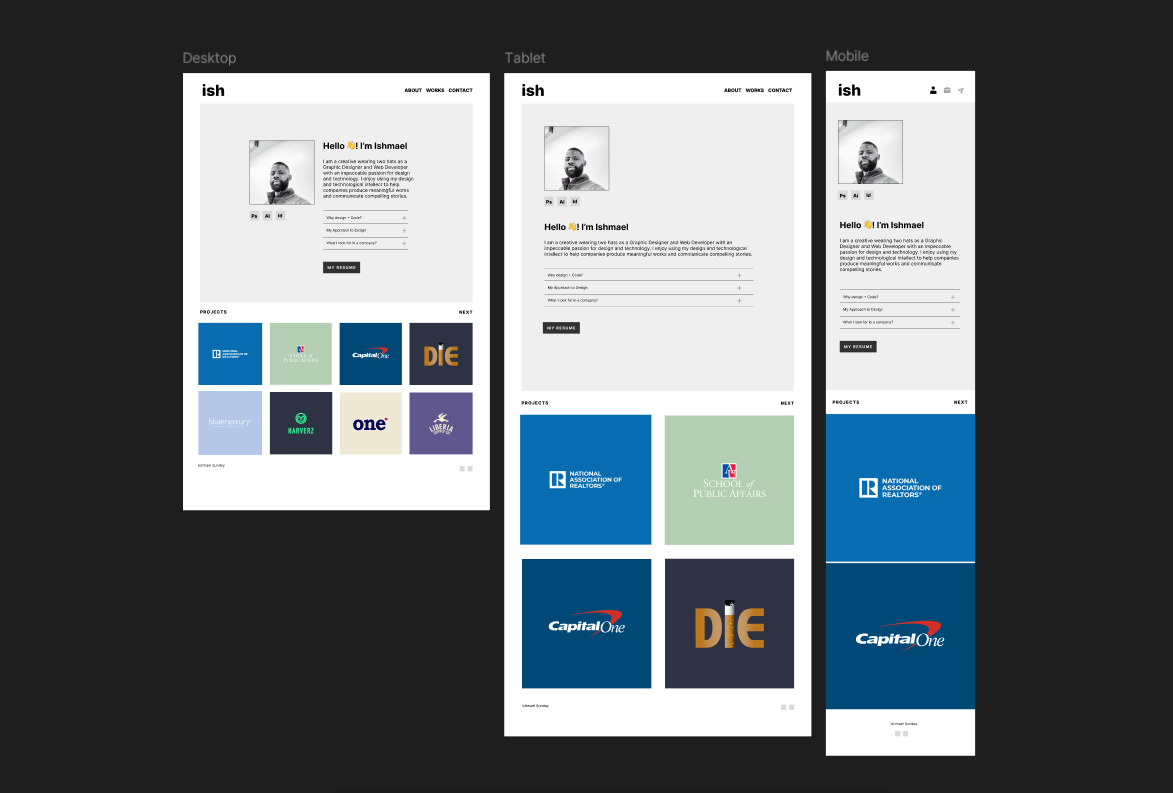 Desktop
ish
ABOUT WORKS CONTACT
Hello 👋! I'm Ishmael
I am a creative wearing two hats as a
Graphic Designer and Web Developer
with an impeccable passion for design
and technology. I enjoy using my design
and technological intellect to help
companies produce meaningful works
and communicate compelling stories.
Ps Ai Id
Why design + Code? +
My Approach to Design +
What I look for in a company? +
MY RESUME
PROJECTS
NEXT
NATIONAL
ASSOCIATION OF
REALTORS®
SCHOOL of
PUBLIC AFFAIRS
CapitalOne
DIE
bluemercury
HARVERZ
one
LIBERIA
Ishmael Sunday
Tablet
ish
ABOUT WORKS CONTACT
Ps Ai Id
Hello 👋! I'm Ishmael
I am a creative wearing two hats as a Graphic Designer and Web Developer with an
impeccable passion for design and technology. I enjoy using my design and technological
intellect to help companies produce meaningful works and communicate compelling stories.
Why design + Code? +
My Approach to Design +
What I look for in a company? +
MY RESUME
PROJECTS
NEXT
NATIONAL
ASSOCIATION OF
REALTORS®
AU
SCHOOL of
PUBLIC AFFAIRS
CapitalOne
DIE
Ishmael Sunday
Mobile
ish
Ps Ai Id
Hello 👋! I'm Ishmael
I am a creative wearing two hats as a Graphic
Designer and Web Developer with an impeccable
passion for design and technology. I enjoy using my
design and technological intellect to help companies
produce meaningful works and communicate
compelling stories.
Why design + Code? +
My Approach to Design +
What I look for in a company? +
MY RESUME
PROJECTS
NEXT
NATIONAL
ASSOCIATION OF
REALTORS®
CapitalOne
Ishmael Sunday